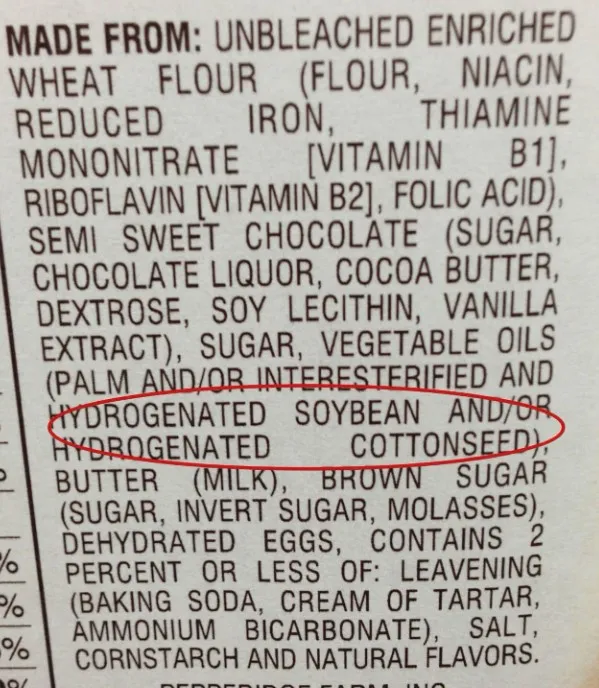 MADE FROM: UNBLEACHED ENRICHED
WHEAT FLOUR (FLOUR, NIACIN,
REDUCED IRON, THIAMINE
MONONITRATE [VITAMIN B1],
RIBOFLAVIN [VITAMIN B2], FOLIC ACID),
SEMI SWEET CHOCOLATE (SUGAR,
CHOCOLATE LIQUOR, COCOA BUTTER,
DEXTROSE, SOY LECITHIN, VANILLA
EXTRACT), SUGAR, VEGETABLE OILS
(PALM AND/OR INTERESTERIFIED AND
HYDROGENATED SOYBEAN AND/OR
HYDROGENATED COTTONSEED),
BUTTER (MILK), BROWN SUGAR
(SUGAR, INVERT SUGAR, MOLASSES),
DEHYDRATED EGGS, CONTAINS 2
PERCENT OR LESS OF: LEAVENING
(BAKING SODA, CREAM OF TARTAR,
AMMONIUM BICARBONATE), SALT,
CORNSTARCH AND NATURAL FLAVORS.